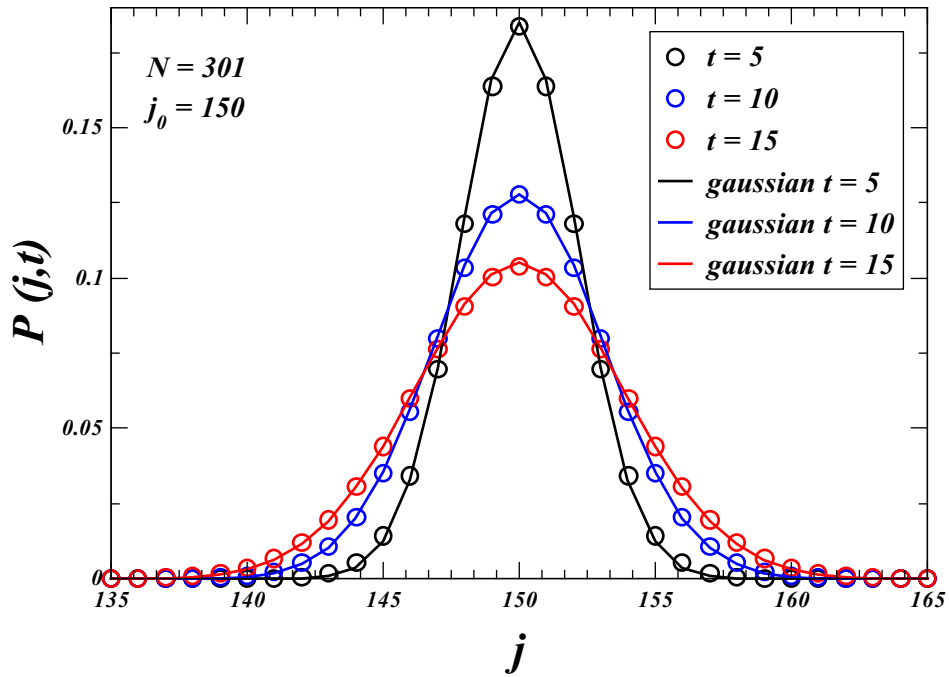 N = 301
j₀ = 150
t = 5
t = 10
t = 15
gaussian t = 5
gaussian t = 10
gaussian t = 15
P (j,t)
0.15
0.1
0.05
0
135 140 145 150 155 160 165
j